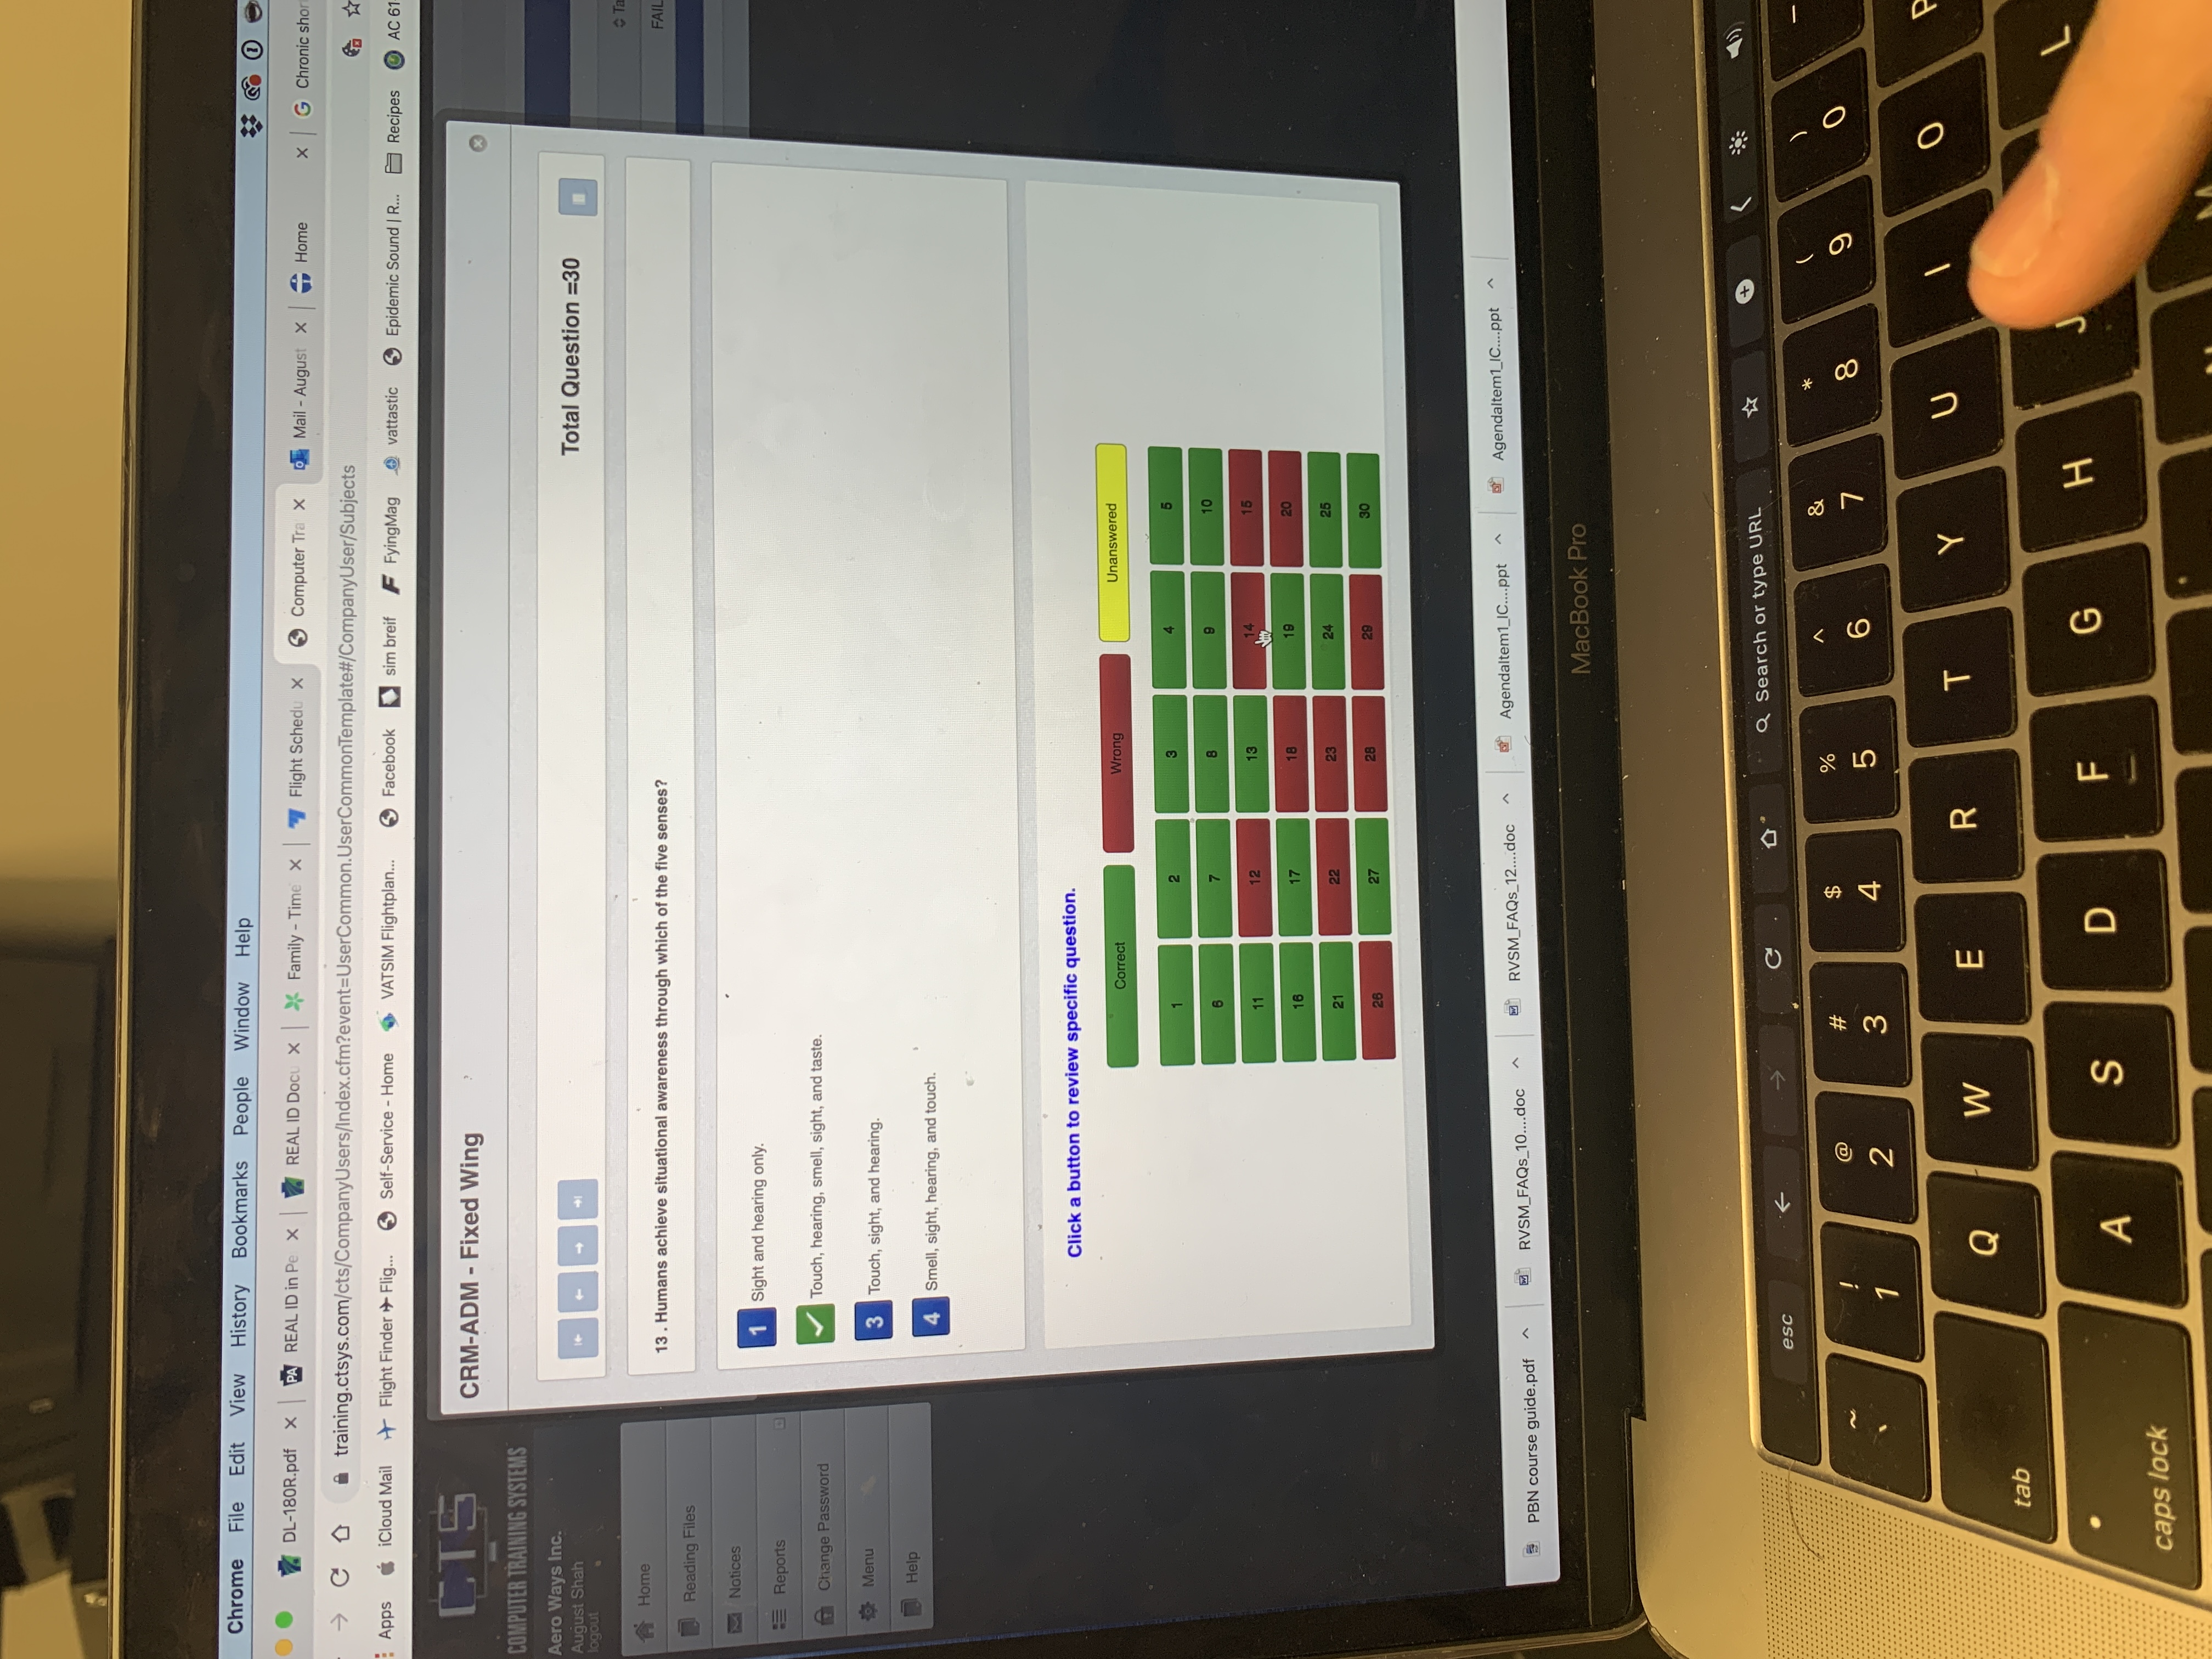 Chrome File Edit View History Bookmarks People Window Help
DL-180R.pdf REAL ID in Pe REAL ID Docu Family - Time Flight Schedu Computer Tra Mail - August Home Chronic shor
training.ctsys.com/cts/CompanyUsers/Index.cfm?event=UserCommon.UserCommonTemplate#/CompanyUser/Subjects
Apps iCloud Mail Flight Finder ✈ Flig... Self-Service - Home VATSIM Flightplan... Facebook sim breif FyingMag vattastic Epidemic Sound | R... Recipes AC 61
CTS
COMPUTER TRAINING SYSTEMS
Aero Ways Inc.
August Shah
logout
Home
Reading Files
Notices
Reports
Change Password
Menu
Help
CRM-ADM - Fixed Wing
Total Question =30
Ta
FAIL
13 . Humans achieve situational awareness through which of the five senses?
1 Sight and hearing only.
Touch, hearing, smell, sight, and taste.
3 Touch, sight, and hearing.
4 Smell, sight, hearing, and touch.
Click a button to review specific question.
Correct Wrong Unanswered
1 2 3 4 5
6 7 8 9 10
11 12 13 14 15
16 17 18 19 20
21 22 23 24 25
26 27 28 29 30
PBN course guide.pdf RVSM_FAQs_10....doc RVSM_FAQs_12....doc AgendaItem1_IC....ppt AgendaItem1_IC....ppt
MacBook Pro
esc Search or type URL
~ ! @ # $ % ^ & * ( )
` 1 2 3 4 5 6 7 8 9 0
tab Q W E R T Y U I O P
caps lock A S D F G H J L